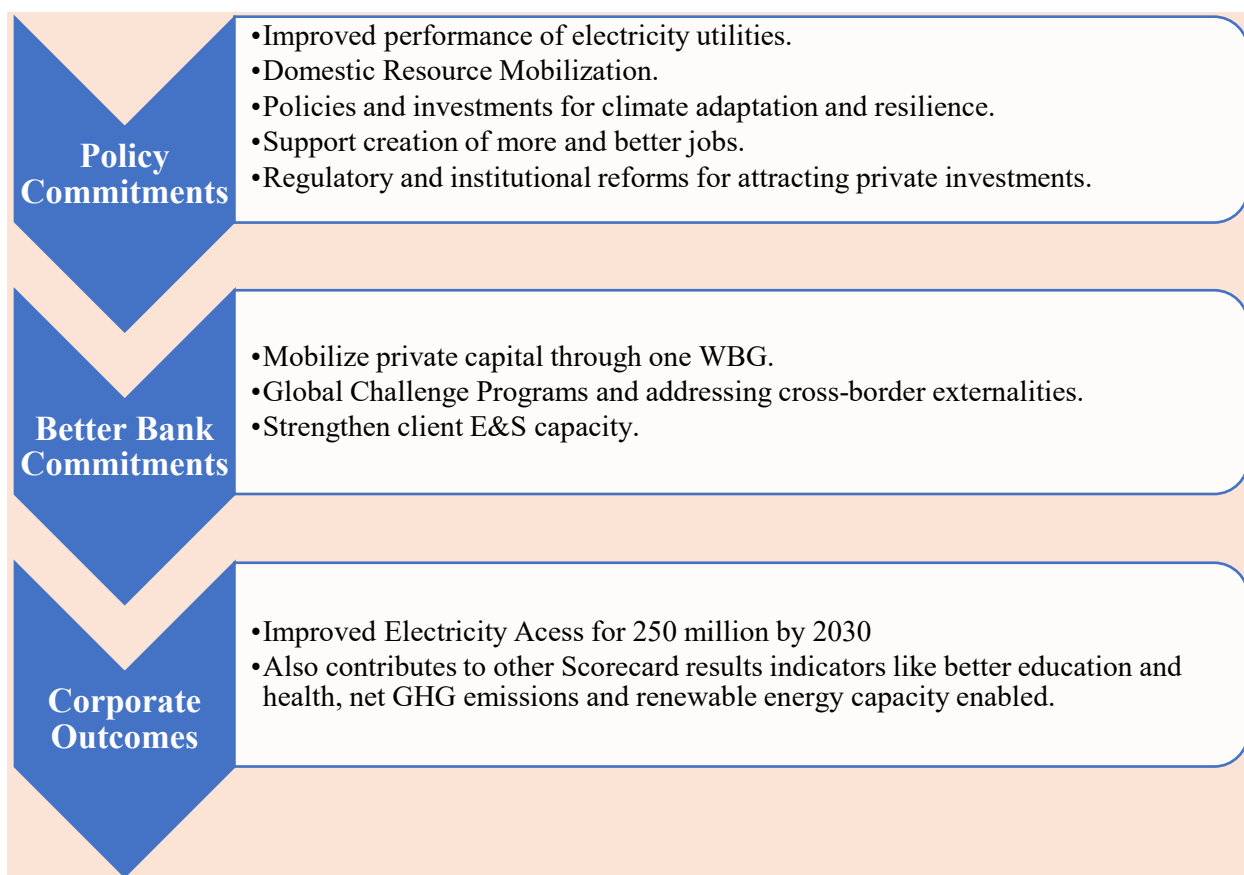 Policy
Commitments
•Improved performance of electricity utilities.
•Domestic Resource Mobilization.
•Policies and investments for climate adaptation and resilience.
•Support creation of more and better jobs.
•Regulatory and institutional reforms for attracting private investments.
Better Bank
Commitments
•Mobilize private capital through one WBG.
•Global Challenge Programs and addressing cross-border externalities.
•Strengthen client E&S capacity.
Corporate
Outcomes
•Improved Electricity Acess for 250 million by 2030
•Also contributes to other Scorecard results indicators like better education and
health, net GHG emissions and renewable energy capacity enabled.